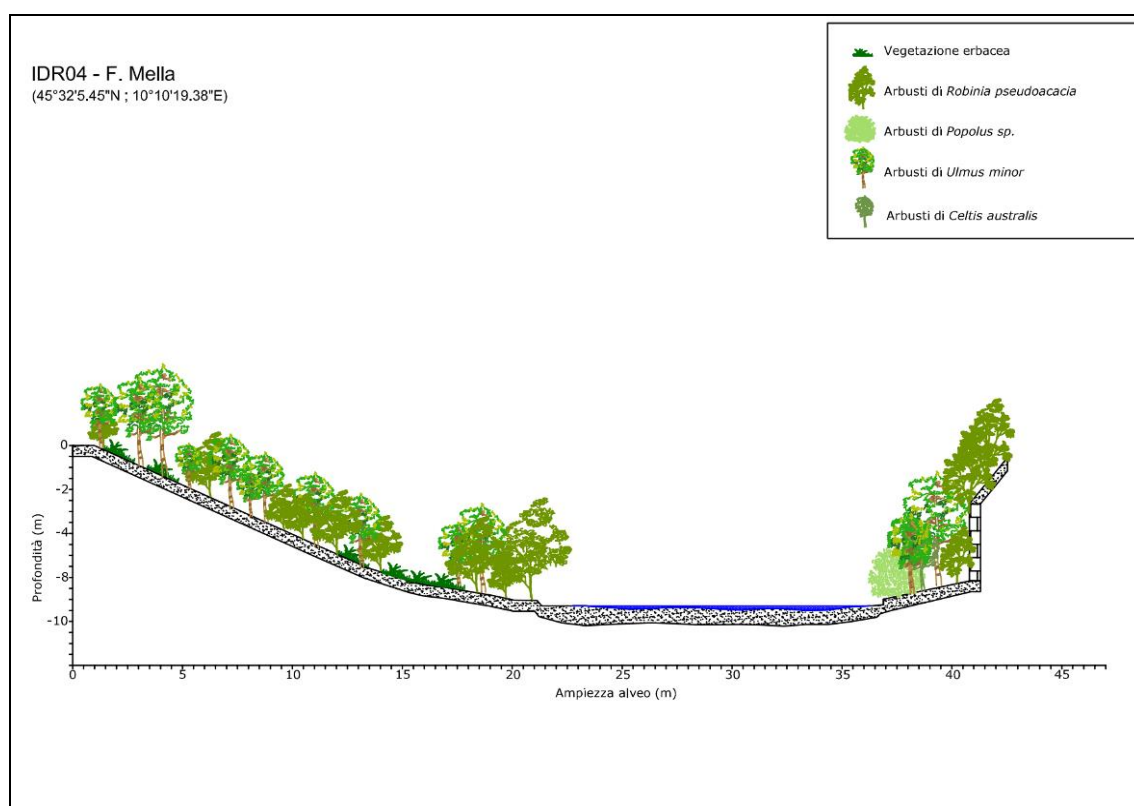 IDR04 - F. Mella
(45°32'5.45"N ; 10°10'19.38"E)
Vegetazione erbacea
Arbusti di Robinia pseudoacacia
Arbusti di Popolus sp.
Arbusti di Ulmus minor
Arbusti di Celtis australis
Profondità (m)
0
-2
-4
-6
-8
-10
0 5 10 15 20 25 30 35 40 45
Ampiezza alveo (m)